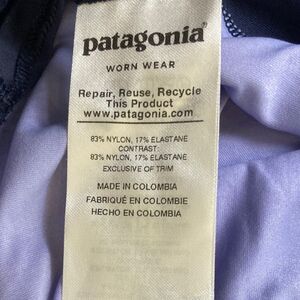 patagonia®
WORN WEAR
Repair, Reuse, Recycle
This Product
www.patagonia.com
83% NYLON, 17% ELASTANE
CONTRAST:
83% NYLON, 17% ELASTANE
EXCLUSIVE OF TRIM
MADE IN COLOMBIA
FABRIQUÉ EN COLOMBIE
HECHO EN COLOMBIA